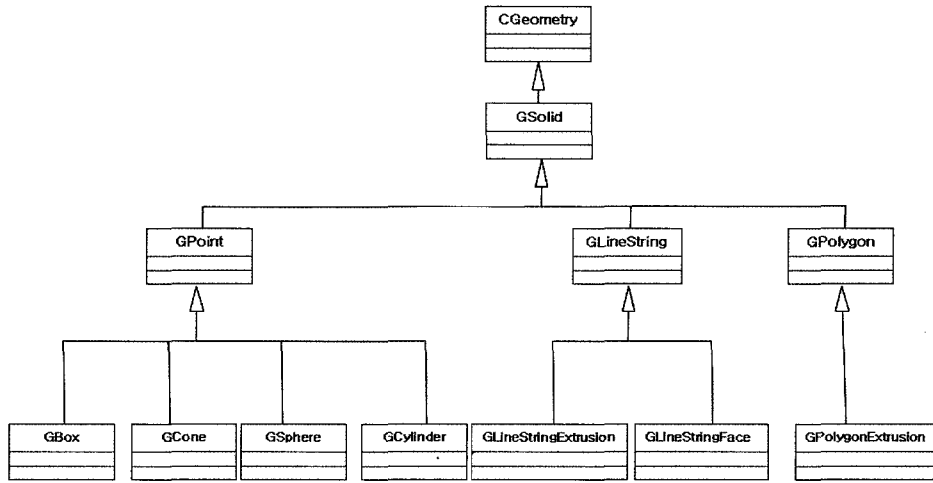 CGeometry
GSolid
GPoint
GLineString
GPolygon
GBox
GCone
GSphere
GCylinder
GLineStringExtrusion
GLineStringFace
GPolygonExtrusion